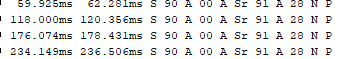 59.925ms 62.281ms S 90 A 00 A Sr 91 A 28 N P
118.000ms 120.356ms S 90 A 00 A Sr 91 A 28 N P
176.074ms 178.431ms S 90 A 00 A Sr 91 A 28 N P
234.149ms 236.506ms S 90 A 00 A Sr 91 A 28 N P